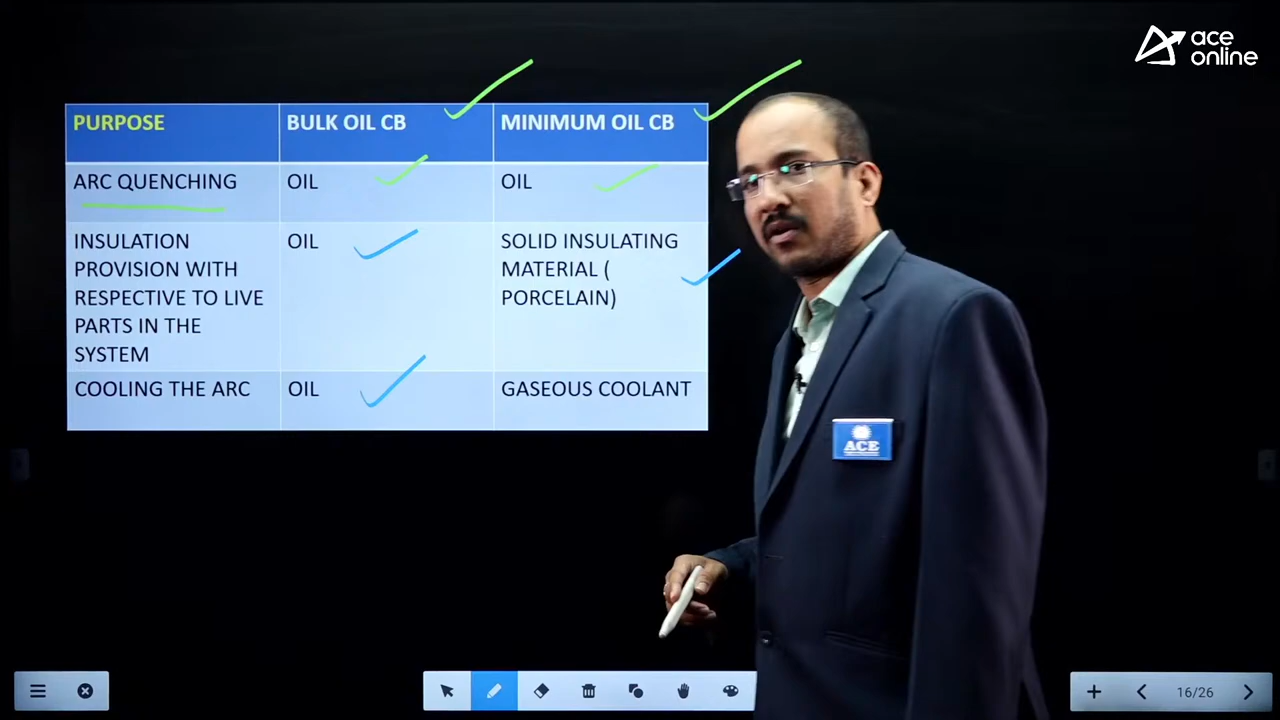 ace
online
PURPOSE
BULK OIL CB
MINIMUM OIL CB
ARC QUENCHING
OIL
OIL
INSULATION
PROVISION WITH
RESPECTIVE TO LIVE
PARTS IN THE
SYSTEM
OIL
SOLID INSULATING
MATERIAL (
PORCELAIN)
COOLING THE ARC
OIL
GASEOUS COOLANT
ACE
16/26